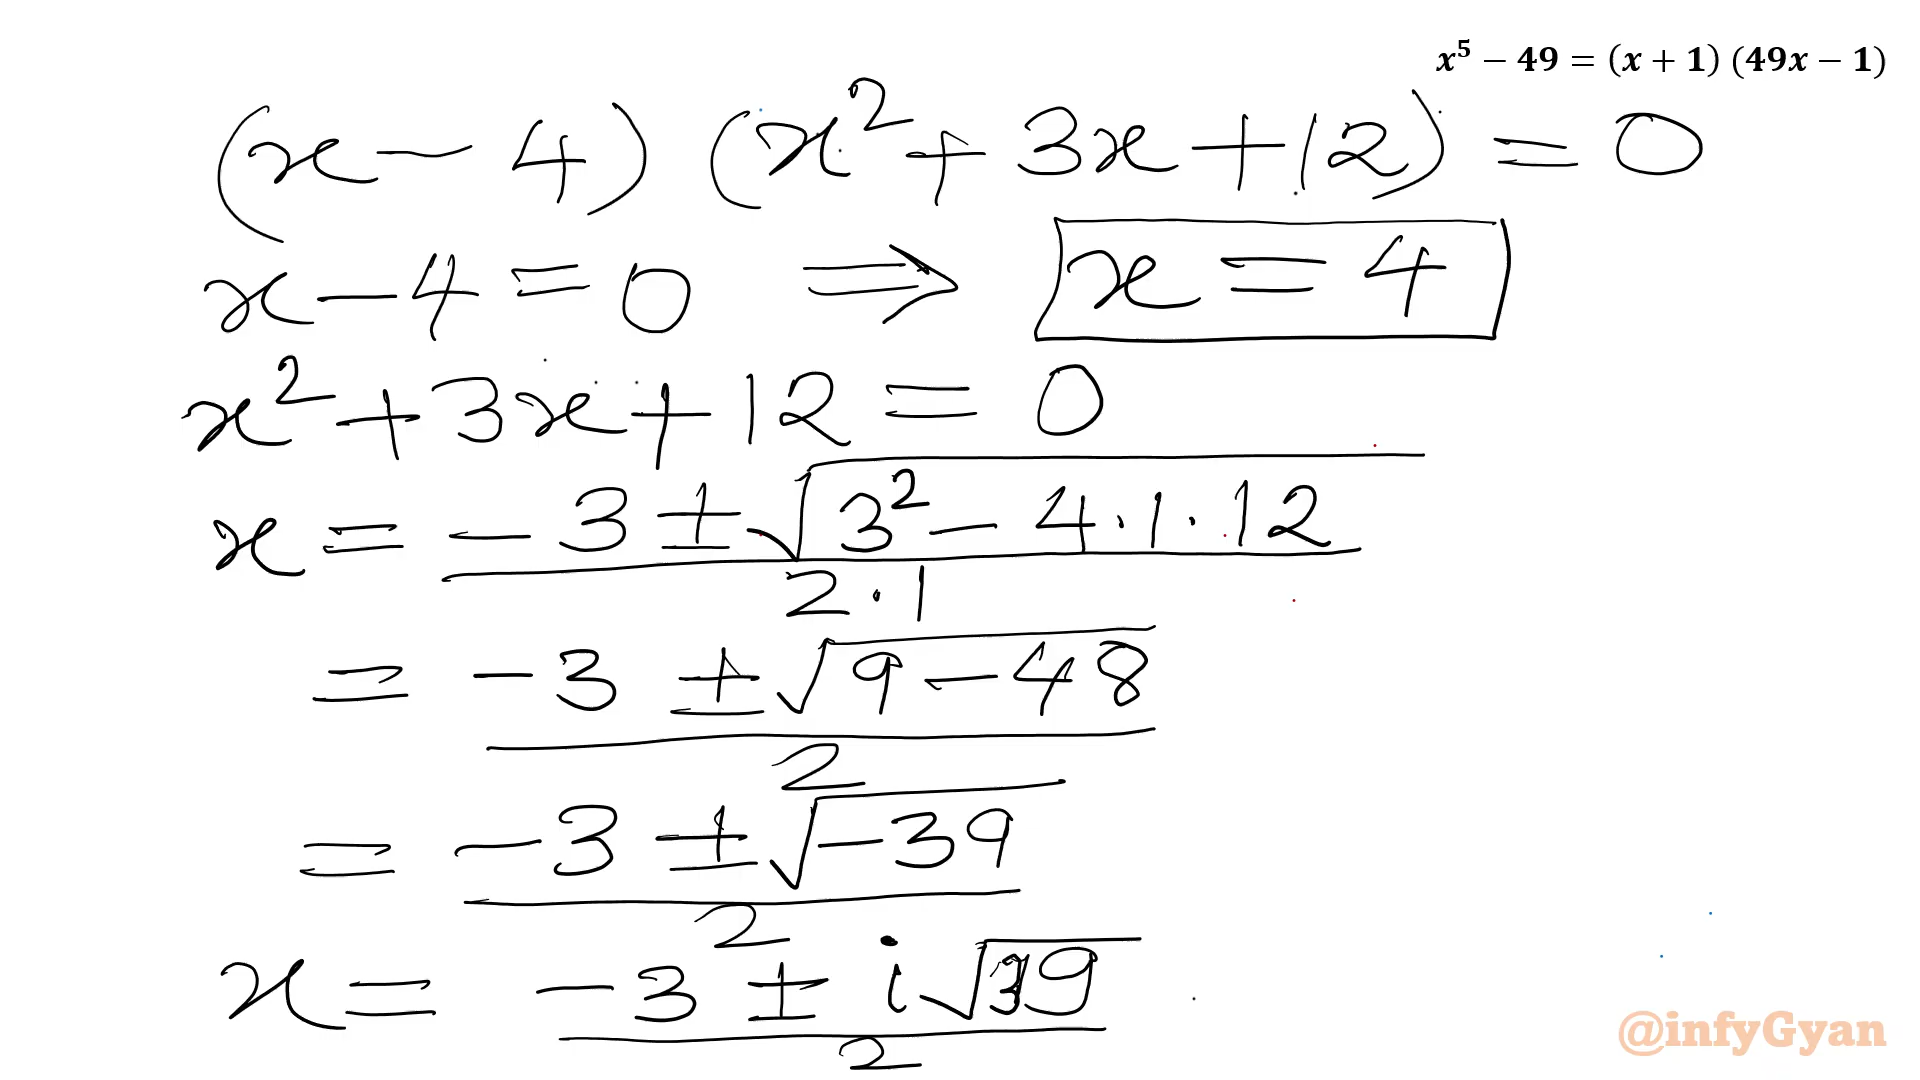 x⁵ − 49 = (x + 1) (49x − 1)
(x − 4) (x² + 3x + 12) = 0
x − 4 = 0 ⟹ x = 4
x² + 3x + 12 = 0
x = −3 ± √(3² − 4·1·12) / 2·1
= −3 ± √(9 − 48) / 2
= −3 ± √(−39) / 2
x = −3 ± i√39 / 2
@infyGyan